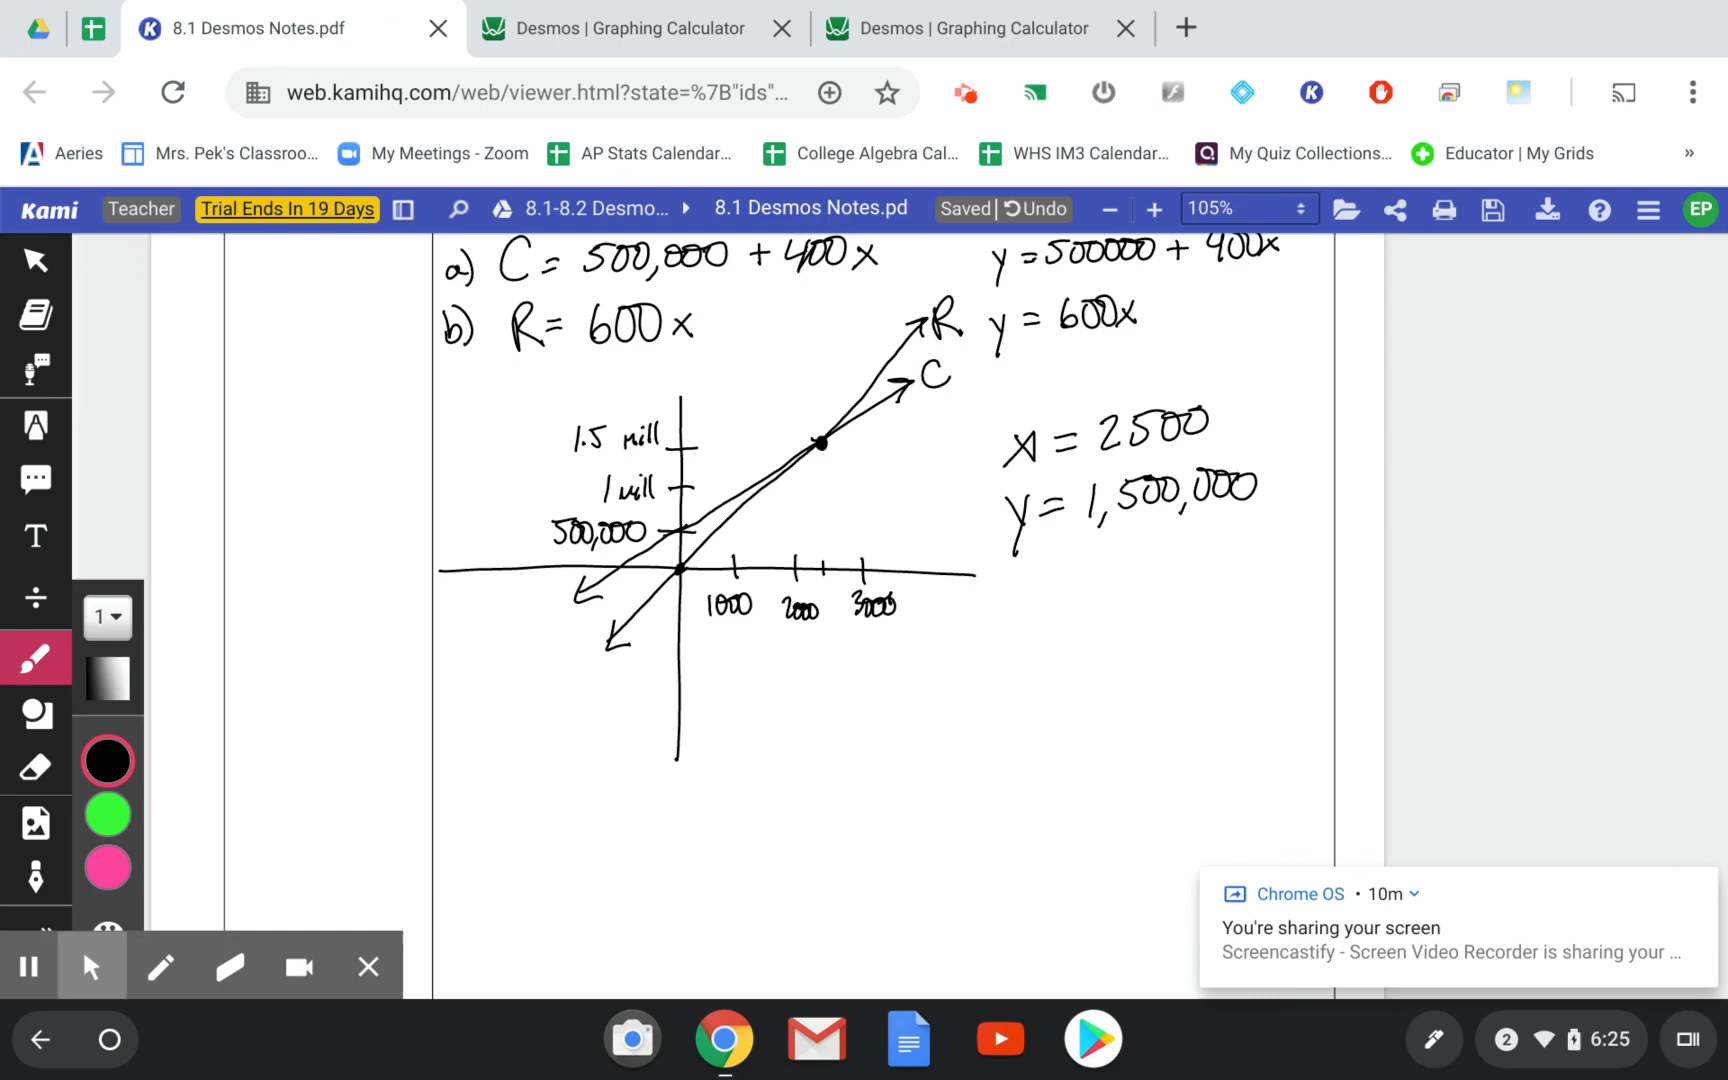 8.1 Desmos Notes.pdf
Desmos | Graphing Calculator
Desmos | Graphing Calculator
web.kamihq.com/web/viewer.html?state=%7B"ids"...
Aeries
Mrs. Pek's Classroo...
My Meetings - Zoom
AP Stats Calendar...
College Algebra Cal...
WHS IM3 Calendar...
My Quiz Collections...
Educator | My Grids
»
Kami
Teacher
Trial Ends In 19 Days
8.1-8.2 Desmo...
8.1 Desmos Notes.pd
Saved | Undo
105%
EP
a) C = 500,000 + 400x
y = 500000 + 400x
b) R = 600x
y = 600x
R
C
1.5 mill
1 mill
500,000
1000 2000 3000
x = 2500
y = 1,500,000
1
Chrome OS • 10m
You're sharing your screen
Screencastify - Screen Video Recorder is sharing your ...
2
6:25